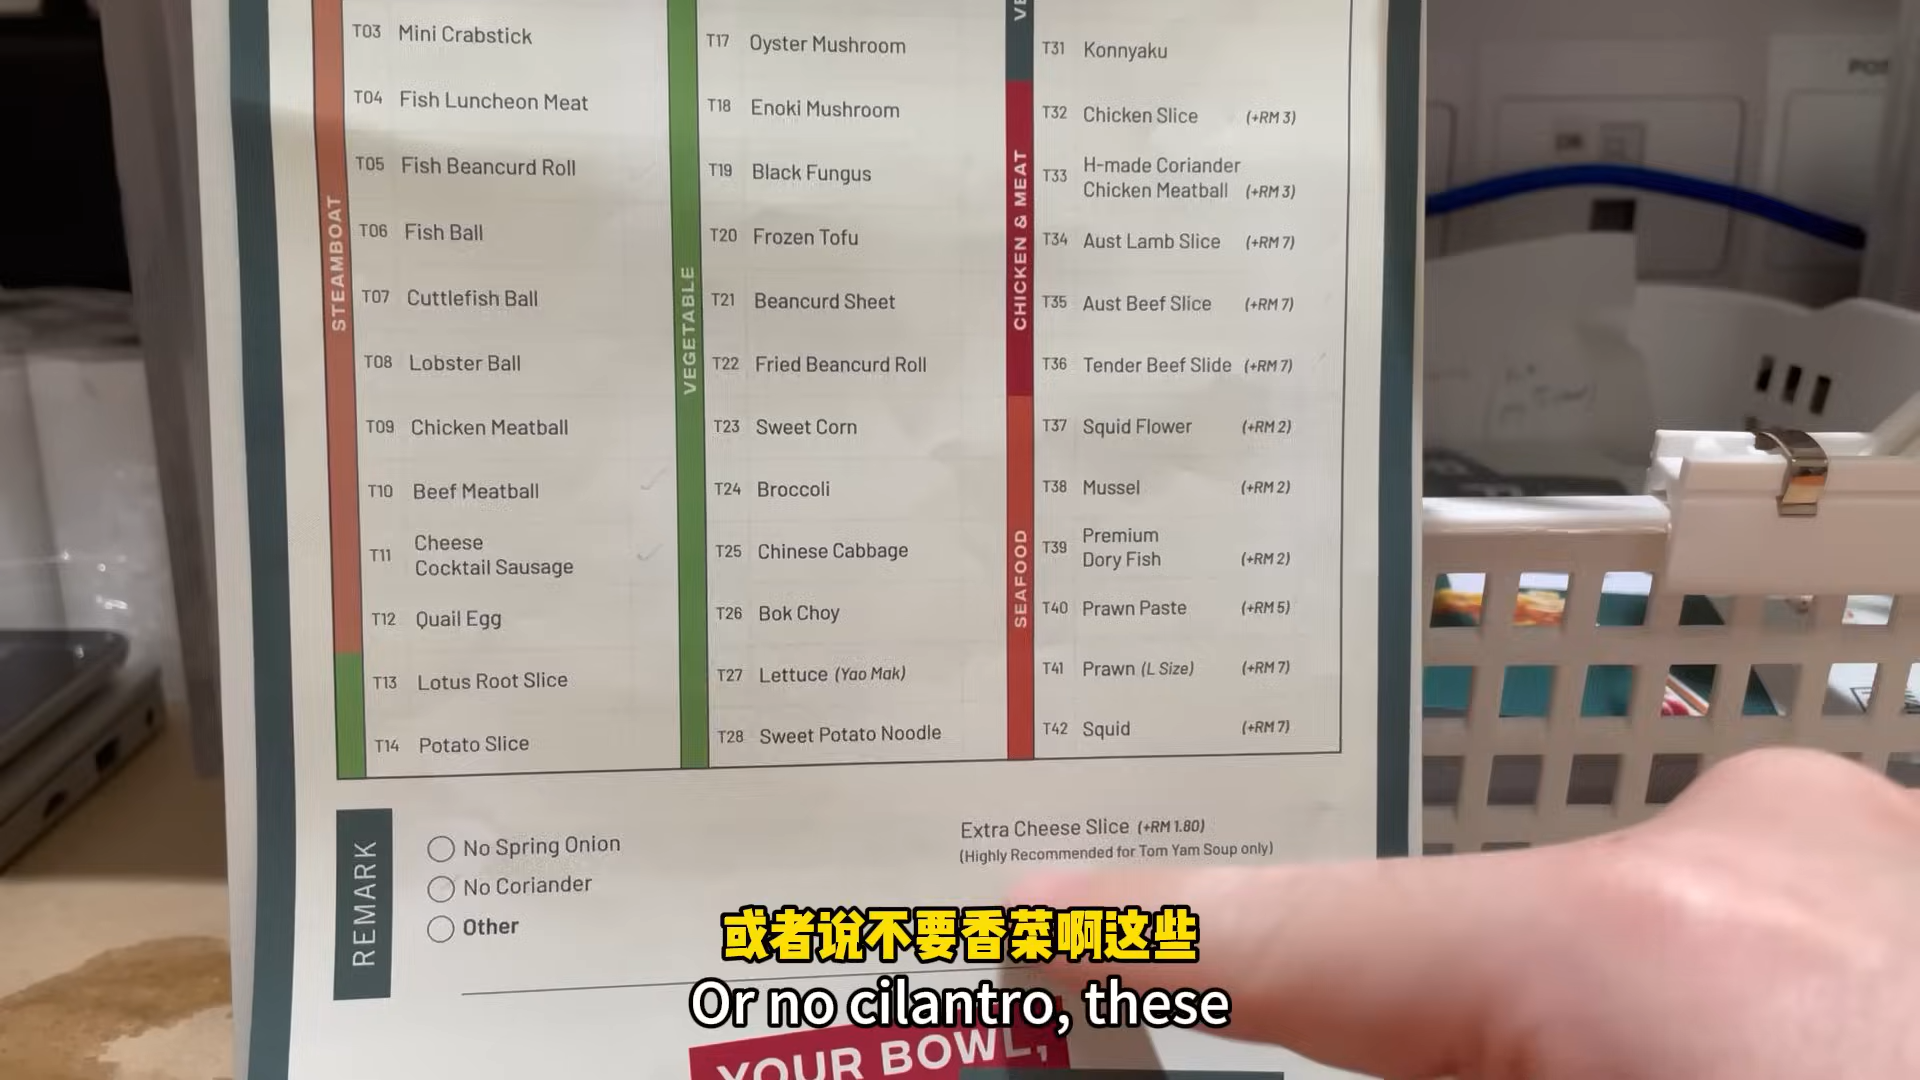 STEAMBOAT
T03 Mini Crabstick
T04 Fish Luncheon Meat
T05 Fish Beancurd Roll
T06 Fish Ball
T07 Cuttlefish Ball
T08 Lobster Ball
T09 Chicken Meatball
T10 Beef Meatball
T11 Cheese
Cocktail Sausage
T12 Quail Egg
T13 Lotus Root Slice
T14 Potato Slice
VEGETABLE
T17 Oyster Mushroom
T18 Enoki Mushroom
T19 Black Fungus
T20 Frozen Tofu
T21 Beancurd Sheet
T22 Fried Beancurd Roll
T23 Sweet Corn
T24 Broccoli
T25 Chinese Cabbage
T26 Bok Choy
T27 Lettuce (Yao Mak)
T28 Sweet Potato Noodle
T31 Konnyaku
CHICKEN & MEAT
T32 Chicken Slice (+RM 3)
T33 H-made Coriander
Chicken Meatball (+RM 3)
T34 Aust Lamb Slice (+RM 7)
T35 Aust Beef Slice (+RM 7)
T36 Tender Beef Slide (+RM 7)
SEAFOOD
T37 Squid Flower (+RM 2)
T38 Mussel (+RM 2)
T39 Premium
Dory Fish (+RM 2)
T40 Prawn Paste (+RM 5)
T41 Prawn (L Size) (+RM 7)
T42 Squid (+RM 7)
REMARK
No Spring Onion
No Coriander
Other
Extra Cheese Slice (+RM 1.80)
(Highly Recommended for Tom Yam Soup only)
或者说不要香菜啊这些
Or no cilantro, these
YOUR BOWL,